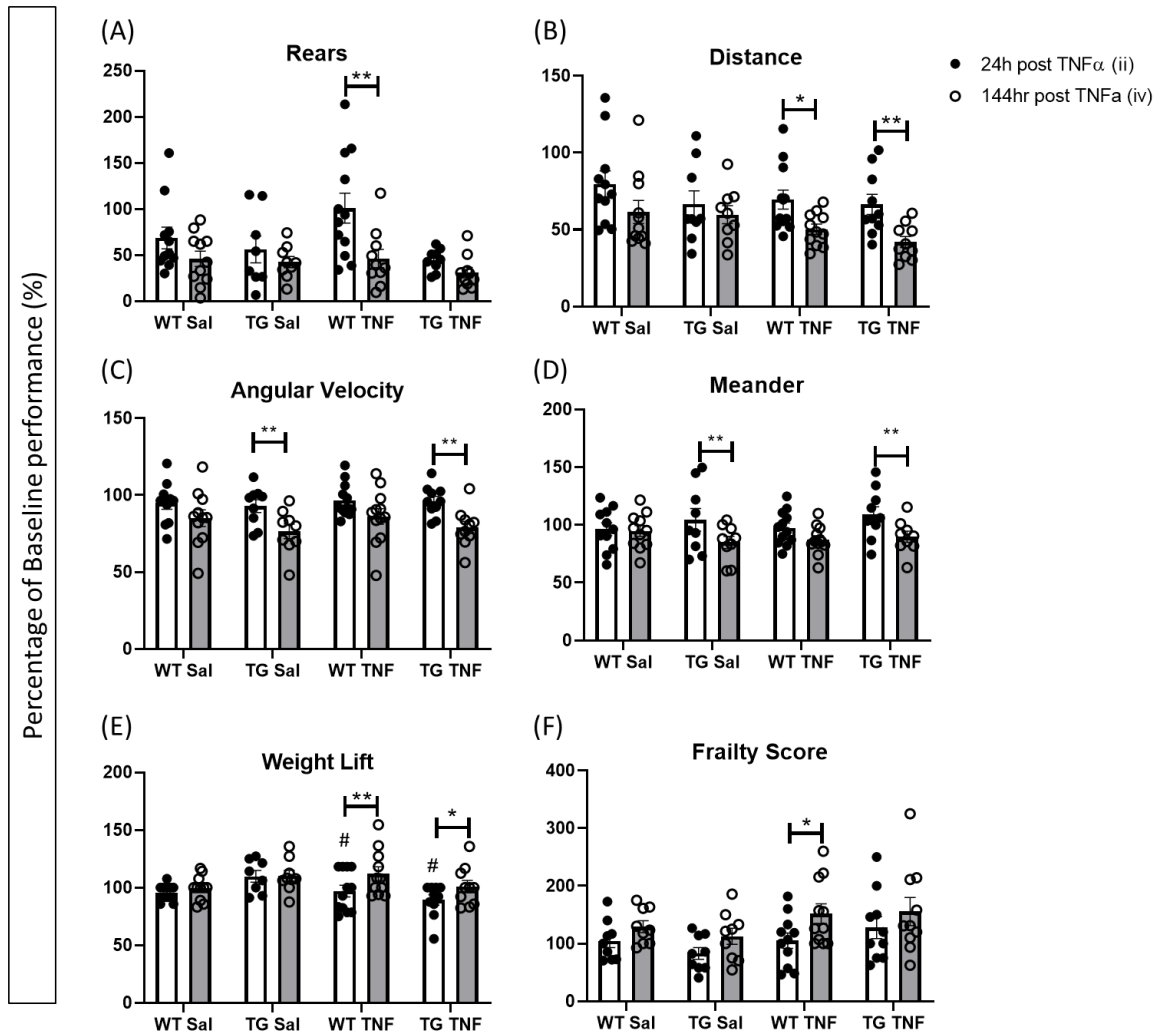 Percentage of Baseline performance (%)
(A)
Rears
250
200
150
100
50
0
**
WT Sal
TG Sal
WT TNF
TG TNF
(B)
Distance
150
100
50
0
*
**
WT Sal
TG Sal
WT TNF
TG TNF
24h post TNFα (ii)
144hr post TNFa (iv)
(C)
Angular Velocity
150
100
50
0
**
**
WT Sal
TG Sal
WT TNF
TG TNF
(D)
Meander
200
150
100
50
0
**
**
WT Sal
TG Sal
WT TNF
TG TNF
(E)
Weight Lift
200
150
100
50
0
**
*
#
#
WT Sal
TG Sal
WT TNF
TG TNF
(F)
Frailty Score
400
300
200
100
0
*
WT Sal
TG Sal
WT TNF
TG TNF